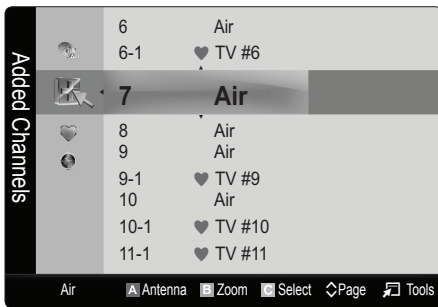 Added Channels
6 Air
6-1 ♥ TV #6
7 Air
8 Air
9 Air
9-1 ♥ TV #9
10 Air
10-1 ♥ TV #10
11-1 ♥ TV #11
Air A Antenna B Zoom C Select Page Tools